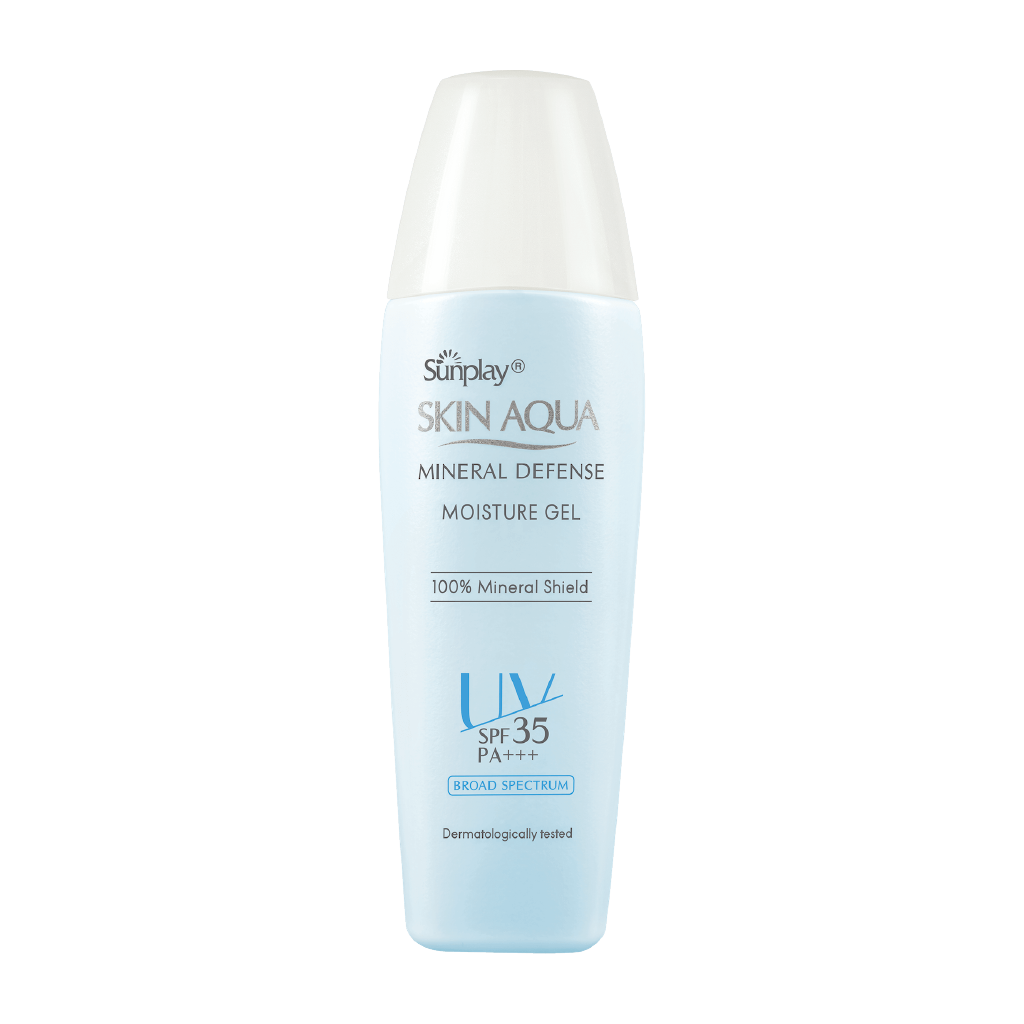 Sunplay®
SKIN AQUA
MINERAL DEFENSE
MOISTURE GEL
100% Mineral Shield
UV
SPF 35
PA+++
BROAD SPECTRUM
Dermatologically tested